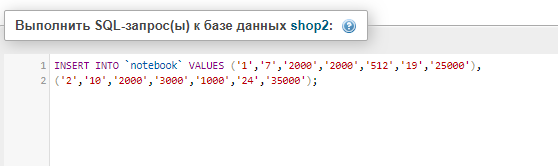 Выполнить SQL-запрос(ы) к базе данных shop2:
1 INSERT INTO `notebook` VALUES ('1','7','2000','2000','512','19','25000'),
2 ('2','10','2000','3000','1000','24','35000');